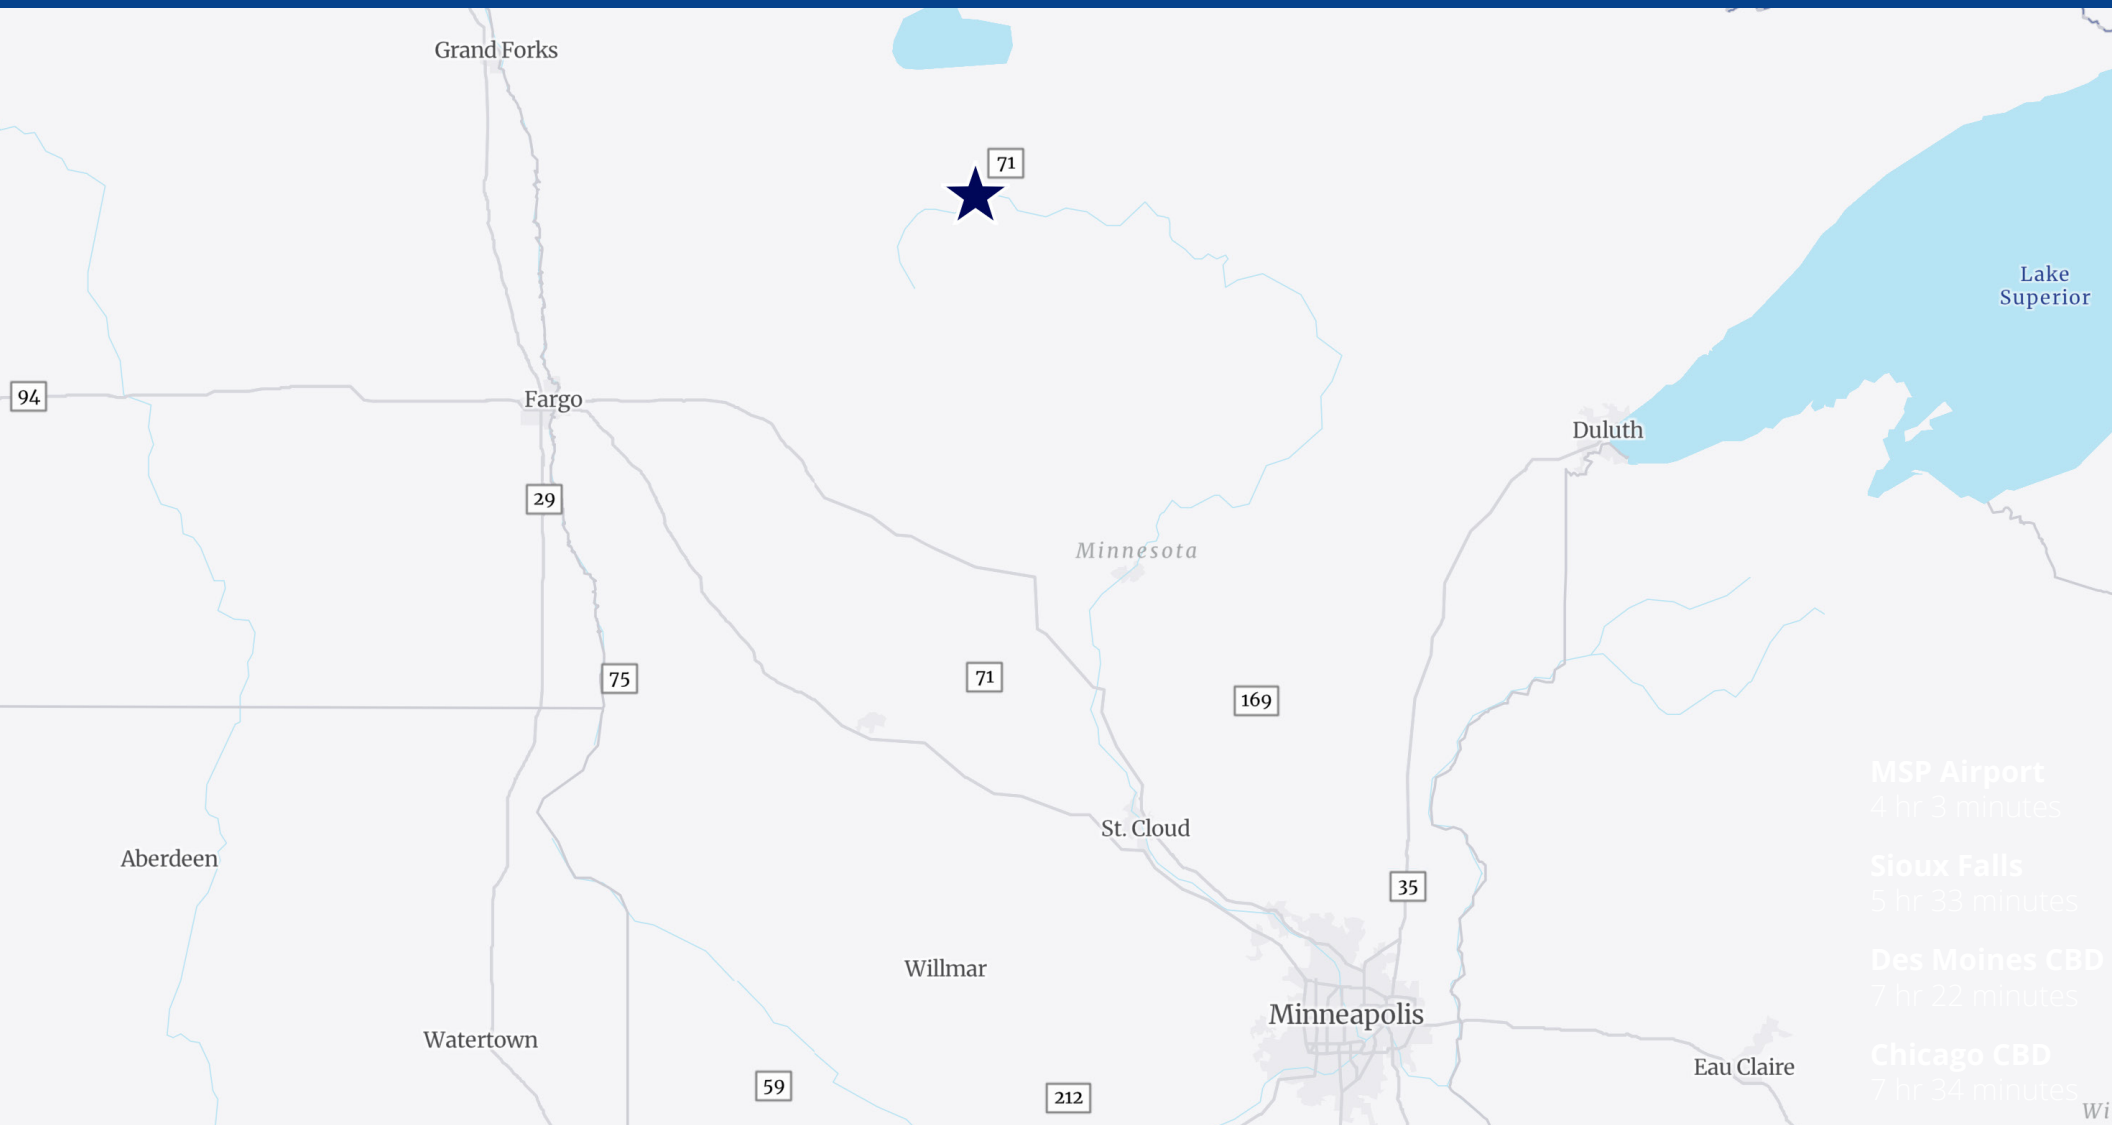 Grand Forks
71
Lake
Superior
94
Fargo
Duluth
29
Minnesota
75
71
169
MSP Airport
4 hr 3 minutes
St. Cloud
Aberdeen
Sioux Falls
5 hr 33 minutes
35
Willmar
Des Moines CBD
7 hr 22 minutes
Minneapolis
Watertown
Eau Claire
Chicago CBD
7 hr 34 minutes
59
212
Wi